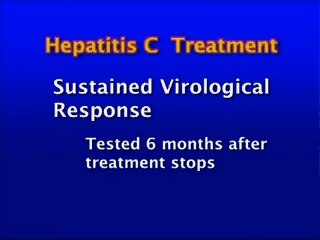 Hepatitis C Treatment
Sustained Virological
Response
Tested 6 months after
treatment stops